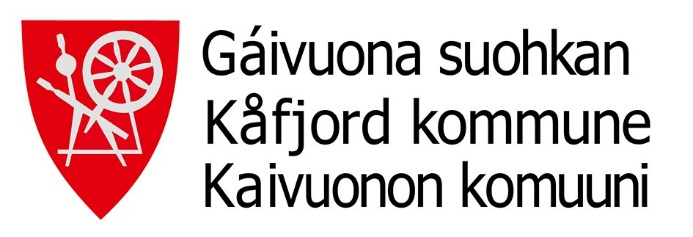 Gáivuona suohkan
Kåfjord kommune
Kaivuonon komuuni